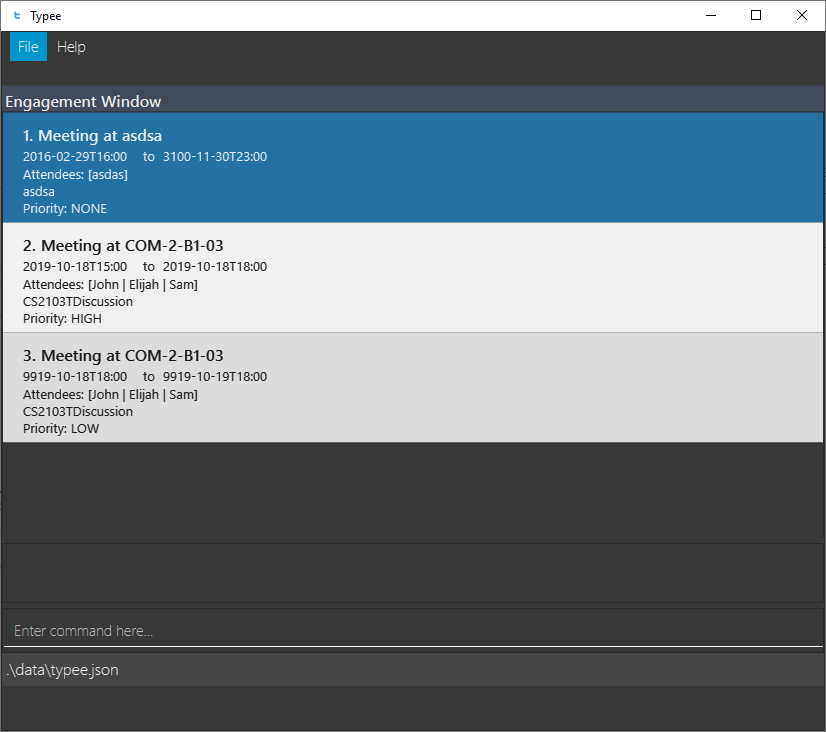 Typee
File Help
Engagement Window
1. Meeting at asdsa
2016-02-29T16:00 to 3100-11-30T23:00
Attendees: [asdas]
asdsa
Priority: NONE
2. Meeting at COM-2-B1-03
2019-10-18T15:00 to 2019-10-18T18:00
Attendees: [John | Elijah | Sam]
CS2103TDiscussion
Priority: HIGH
3. Meeting at COM-2-B1-03
9919-10-18T18:00 to 9919-10-19T18:00
Attendees: [John | Elijah | Sam]
CS2103TDiscussion
Priority: LOW
Enter command here...
.\data\typee.json